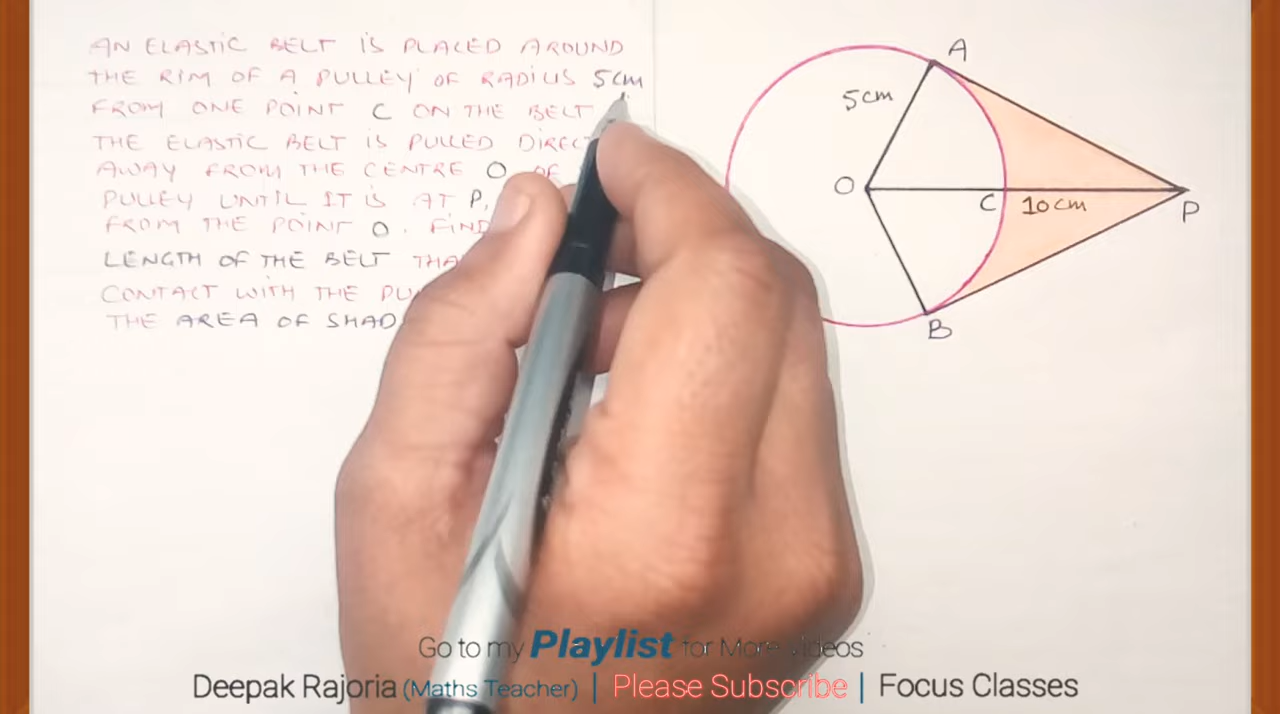 AN ELASTIC BELT IS PLACED AROUND
THE RIM OF A PULLEY OF RADIUS 5cm
FROM ONE POINT C ON THE BELT
THE ELASTIC BELT IS PULLED
AWAY FROM THE CENTRE O OF
PULLEY UNTIL IT IS AT P,
FROM THE POINT O. FIND
LENGTH OF THE BELT
CONTACT WITH THE
THE AREA OF
A
5cm
O
C
10cm
P
B
Go to my Playlist for More Videos
Deepak Rajoria (Maths Teacher) | Please Subscribe | Focus Classes